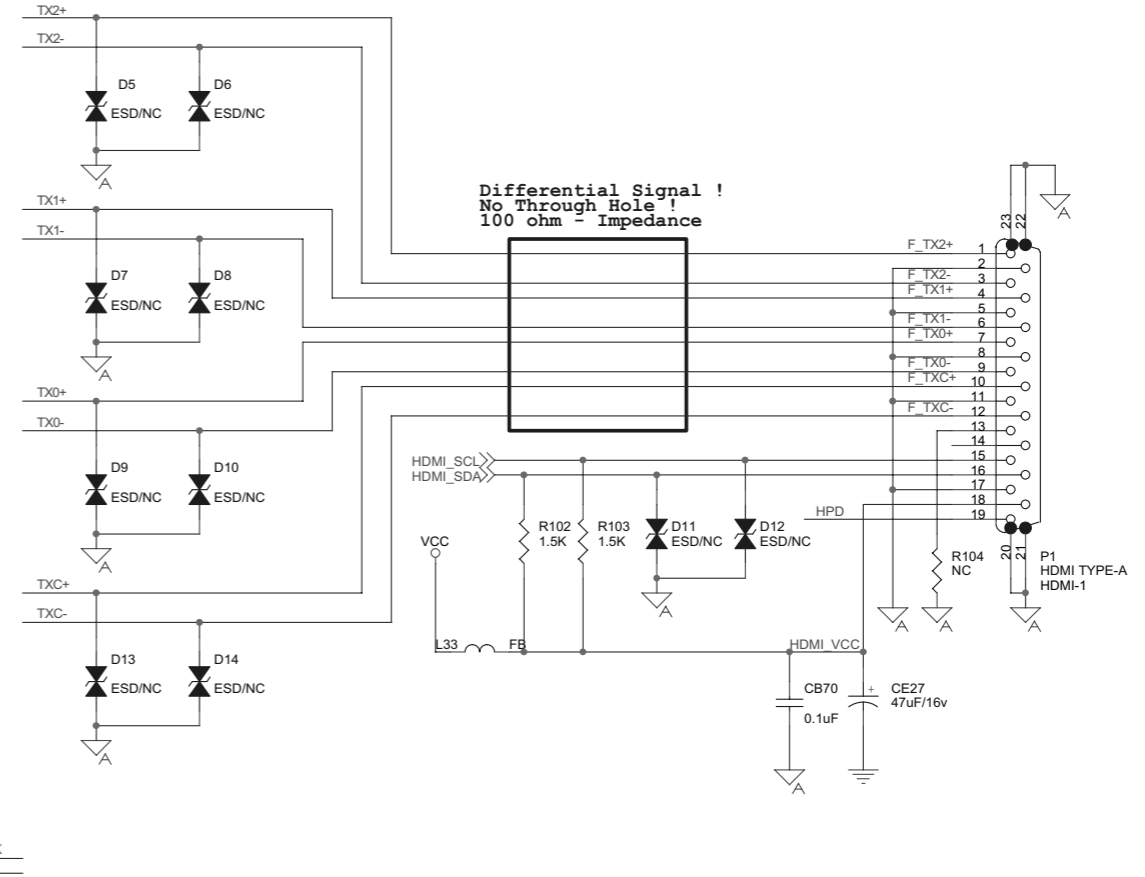 TX2+
TX2-
D5
ESD/NC
D6
ESD/NC
A
Differential Signal !
No Through Hole !
100 ohm - Impedance
TX1+
TX1-
D7
ESD/NC
D8
ESD/NC
A
23
22
A
F_TX2+
1
2
F_TX2-
3
F_TX1+
4
5
F_TX1-
6
F_TX0+
7
8
F_TX0-
9
F_TXC+
10
11
F_TXC-
12
13
14
15
16
17
18
HPD
19
20
21
P1
HDMI TYPE-A
HDMI-1
A
TX0+
TX0-
D9
ESD/NC
D10
ESD/NC
A
HDMI_SCL
HDMI_SDA
R102
1.5K
R103
1.5K
D11
ESD/NC
D12
ESD/NC
A
R104
NC
A
A
VCC
L33
FB
HDMI_VCC
TXC+
TXC-
D13
ESD/NC
D14
ESD/NC
A
CB70
0.1uF
A
+
CE27
47uF/16v